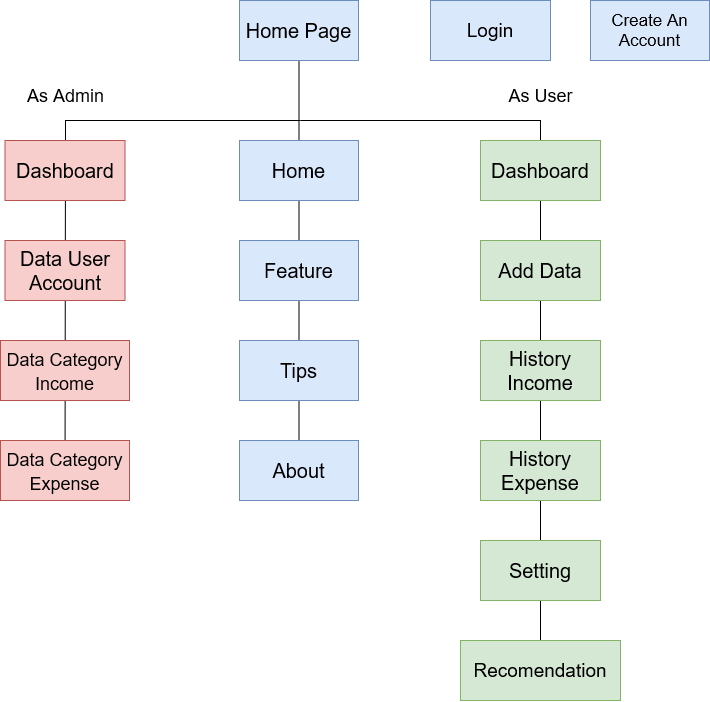 Home Page
Login
Create An
Account
As Admin
As User
Dashboard
Home
Dashboard
Data User
Account
Feature
Add Data
Data Category
Income
Tips
History
Income
Data Category
Expense
About
History
Expense
Setting
Recomendation